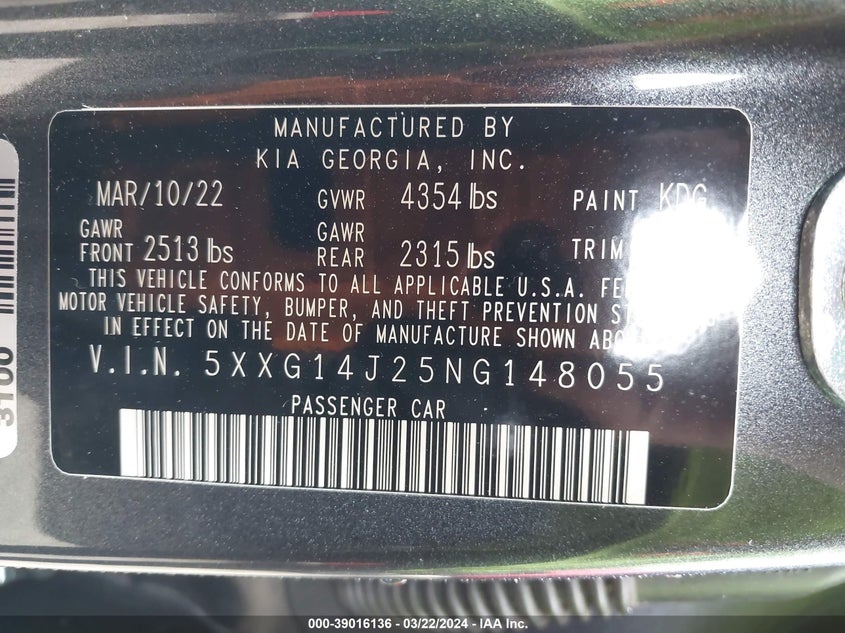 MANUFACTURED BY
KIA GEORGIA, INC.
MAR/10/22 GVWR 4354 lbs PAINT KDG
GAWR FRONT 2513 lbs GAWR REAR 2315 lbs TRIM
THIS VEHICLE CONFORMS TO ALL APPLICABLE U.S.A.
MOTOR VEHICLE SAFETY, BUMPER, AND THEFT PREVENTION
IN EFFECT ON THE DATE OF MANUFACTURE SHOWN
V.I.N. 5XXG14J25NG148055
PASSENGER CAR
3100
000-39016136 - 03/22/2024 - IAA Inc.